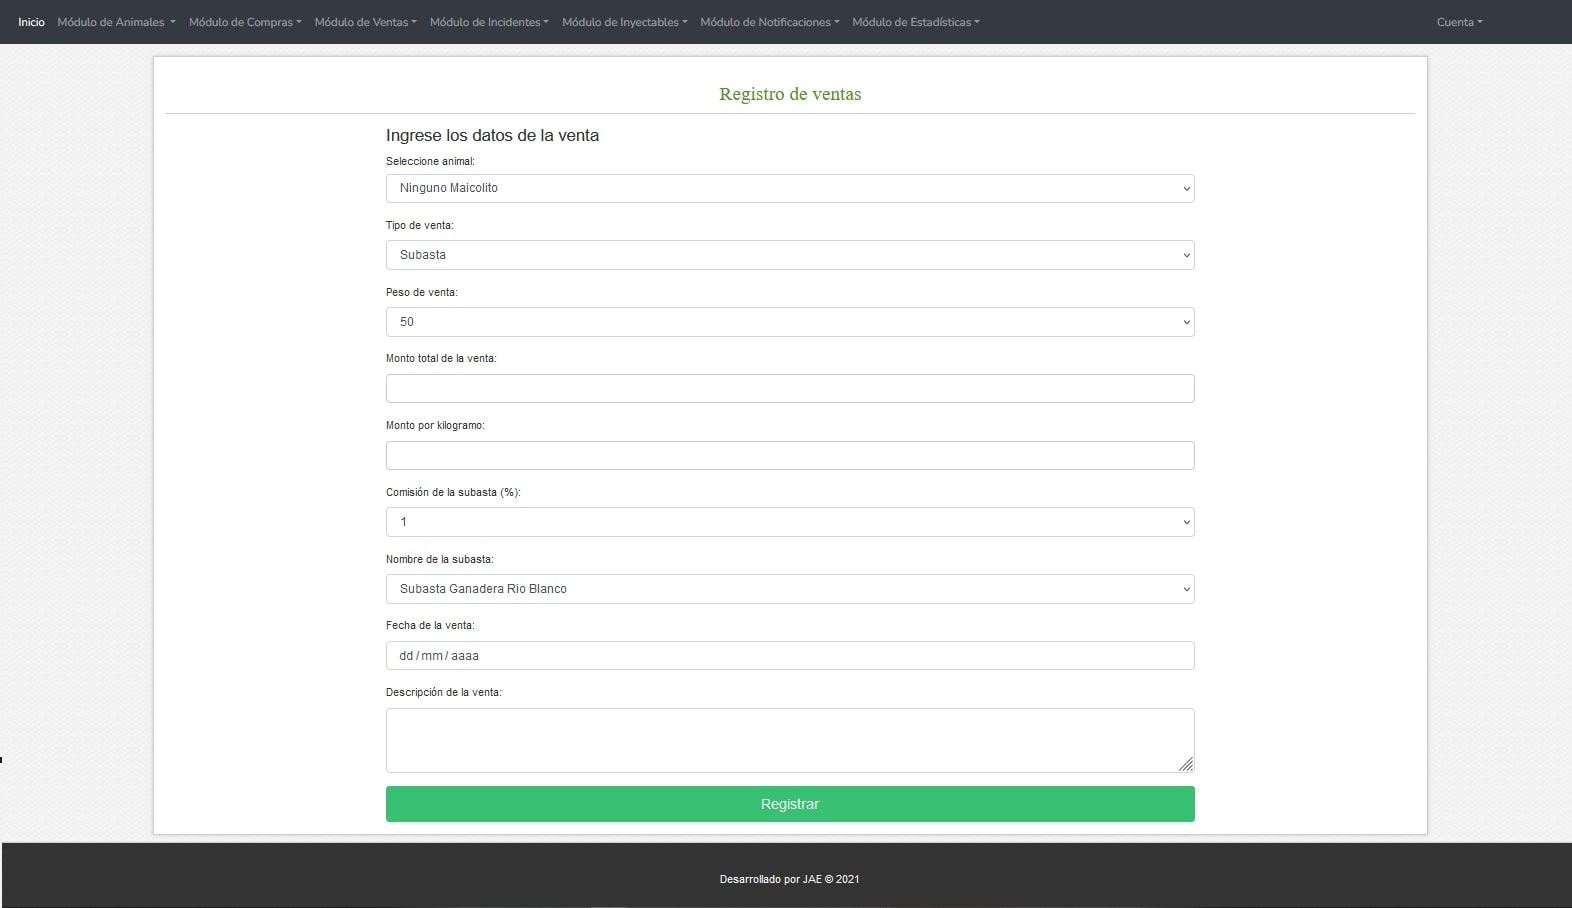 Inicio Módulo de Animales Módulo de Compras Módulo de Ventas Módulo de Incidentes Módulo de Inyectables Módulo de Notificaciones Módulo de Estadísticas Cuenta
Registro de ventas
Ingrese los datos de la venta
Seleccione animal:
Ninguno Maicolito
Tipo de venta:
Subasta
Peso de venta:
50
Monto total de la venta:
Monto por kilogramo:
Comisión de la subasta (%):
1
Nombre de la subasta:
Subasta Ganadera Rio Blanco
Fecha de la venta:
dd / mm / aaaa
Descripción de la venta:
Registrar
Desarrollado por JAE © 2021